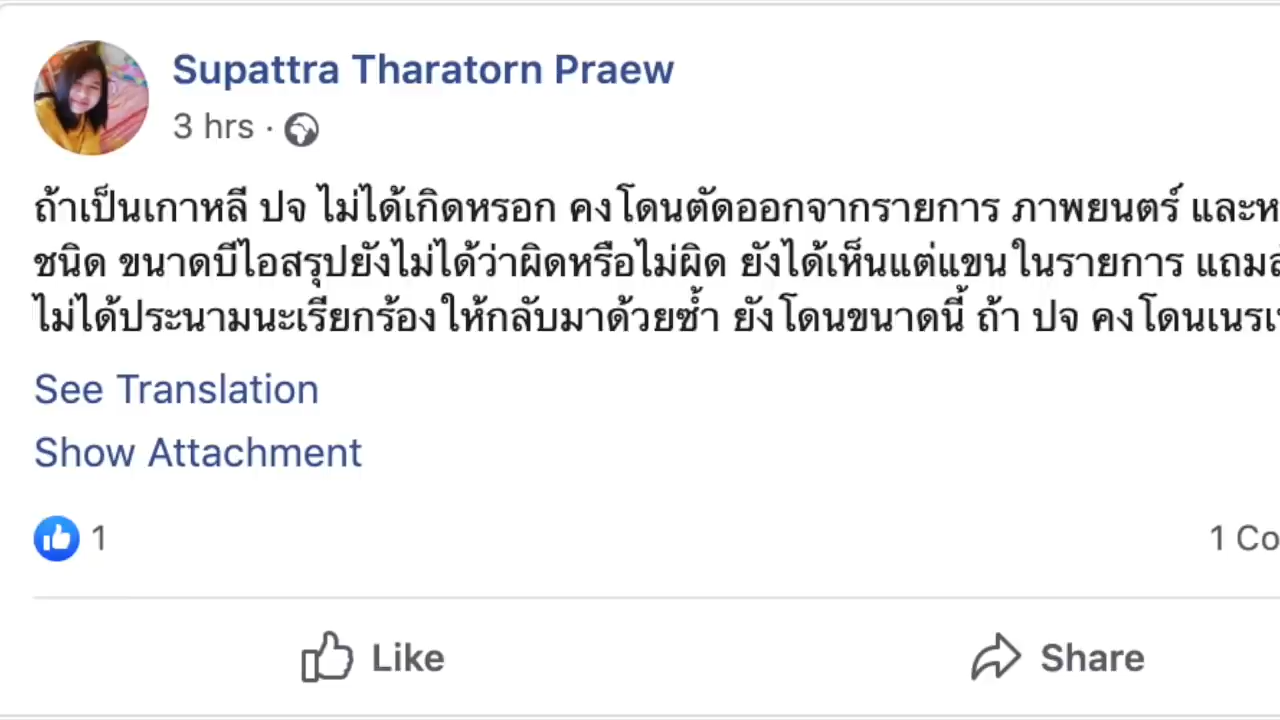 Supattra Tharatorn Praew
3 hrs ·
ถ้าเป็นเกาหลี ปจ ไม่ได้เกิดหรอก คงโดนตัดออกจากรายการ ภาพยนตร์ และห
ชนิด ขนาดบีไอสรุปยังไม่ได้ว่าผิดหรือไม่ผิด ยังได้เห็นแต่แขนในรายการ แถม
ไม่ได้ประนามนะเรียกร้องให้กลับมาด้วยซ้ำ ยังโดนขนาดนี้ ถ้า ปจ คงโดนเนรเ
See Translation
Show Attachment
1
1 Co
Like
Share